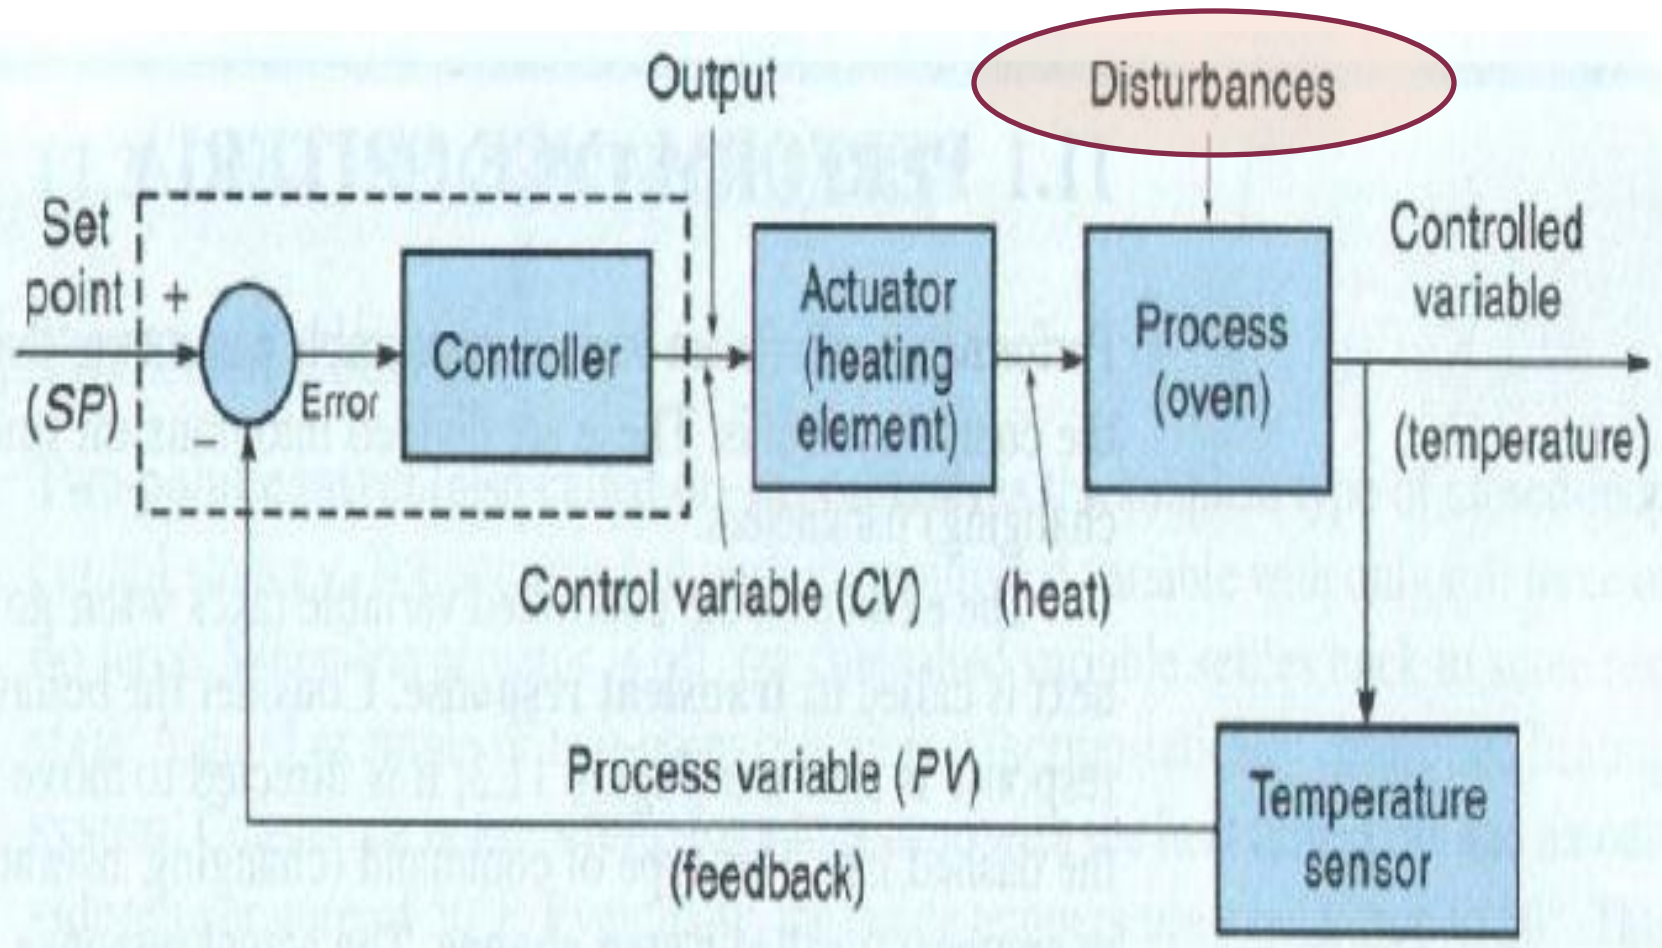 Output
Disturbances
Set
point
+
(SP)
−
Error
Controller
Actuator
(heating
element)
Process
(oven)
Controlled
variable
(temperature)
Control variable (CV)
(heat)
Process variable (PV)
(feedback)
Temperature
sensor